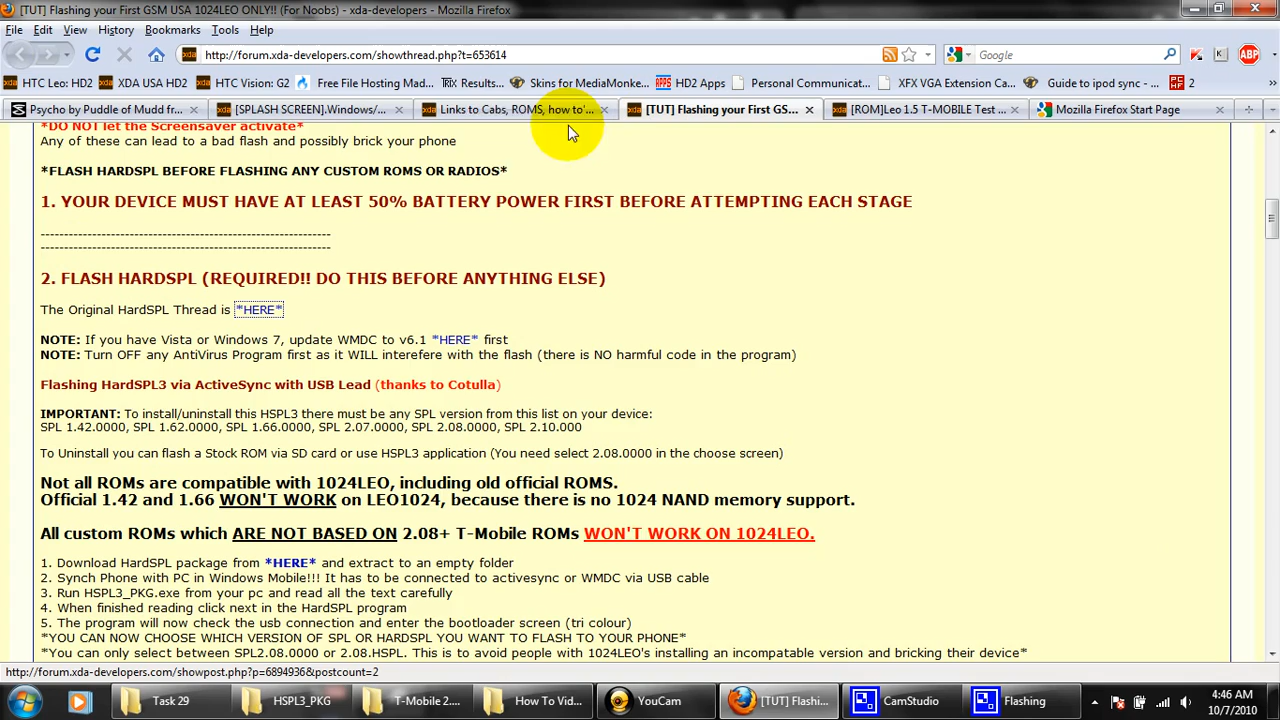 [TUT] Flashing your First GSM USA 1024LEO ONLY!! (For Noobs) - xda-developers - Mozilla Firefox
File Edit View History Bookmarks Tools Help
http://forum.xda-developers.com/showthread.php?t=653614
Google
HTC Leo: HD2 XDA USA HD2 HTC Vision: G2 Free File Hosting Mad... TXx Results... Skin for MediaMonke... APPS HD2 Apps Personal Communicat... XFX VGA Extension Ca... Guide to ipod sync - ... HF 2 »
Psycho by Puddle of Mudd fr... [SPLASH SCREEN].Windows/... Links to Cabs, ROMS, how to'... [TUT] Flashing your First GS... [ROM]Leo 1.5 T-MOBILE Test ... Mozilla Firefox Start Page
*DO NOT let the Screensaver activate*
Any of these can lead to a bad flash and possibly brick your phone
*FLASH HARDSPL BEFORE FLASHING ANY CUSTOM ROMS OR RADIOS*
1. YOUR DEVICE MUST HAVE AT LEAST 50% BATTERY POWER FIRST BEFORE ATTEMPTING EACH STAGE
----------------------------------------------------------
----------------------------------------------------------
2. FLASH HARDSPL (REQUIRED!! DO THIS BEFORE ANYTHING ELSE)
The Original HardSPL Thread is *HERE*
NOTE: If you have Vista or Windows 7, update WMDC to v6.1 *HERE* first
NOTE: Turn OFF any AntiVirus Program first as it WILL interefere with the flash (there is NO harmful code in the program)
Flashing HardSPL3 via ActiveSync with USB Lead (thanks to Cotulla)
IMPORTANT: To install/uninstall this HSPL3 there must be any SPL version from this list on your device:
SPL 1.42.0000, SPL 1.62.0000, SPL 1.66.0000, SPL 2.07.0000, SPL 2.08.0000, SPL 2.10.000
To Uninstall you can flash a Stock ROM via SD card or use HSPL3 application (You need select 2.08.0000 in the choose screen)
Not all ROMs are compatible with 1024LEO, including old official ROMS.
Official 1.42 and 1.66 WON'T WORK on LEO1024, because there is no 1024 NAND memory support.
All custom ROMs which ARE NOT BASED ON 2.08+ T-Mobile ROMs WON'T WORK ON 1024LEO.
1. Download HardSPL package from *HERE* and extract to an empty folder
2. Synch Phone with PC in Windows Mobile!!! It has to be connected to activesync or WMDC via USB cable
3. Run HSPL3_PKG.exe from your pc and read all the text carefully
4. When finished reading click next in the HardSPL program
5. The program will now check the usb connection and enter the bootloader screen (tri colour)
*YOU CAN NOW CHOOSE WHICH VERSION OF SPL OR HARDSPL YOU WANT TO FLASH TO YOUR PHONE*
*You can only select between SPL2.08.0000 or 2.08.HSPL. This is to avoid people with 1024LEO's installing an incompatable version and bricking their device*
http://forum.xda-developers.com/showpost.php?p=6894936&postcount=2
Task 29 HSPL3_PKG T-Mobile 2.... How To Vid... YouCam [TUT] Flashi... CamStudio Flashing 4:46 AM
10/7/2010